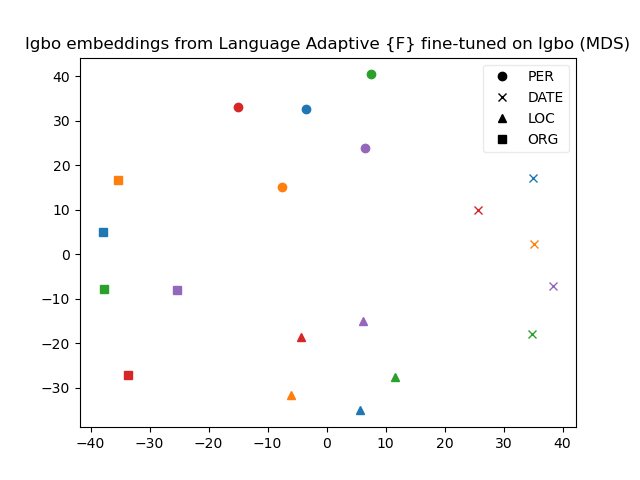 Igbo embeddings from Language Adaptive {F} fine-tuned on Igbo (MDS)
40
30
20
10
0
−10
−20
−30
−40 −30 −20 −10 0 10 20 30 40
PER
DATE
LOC
ORG